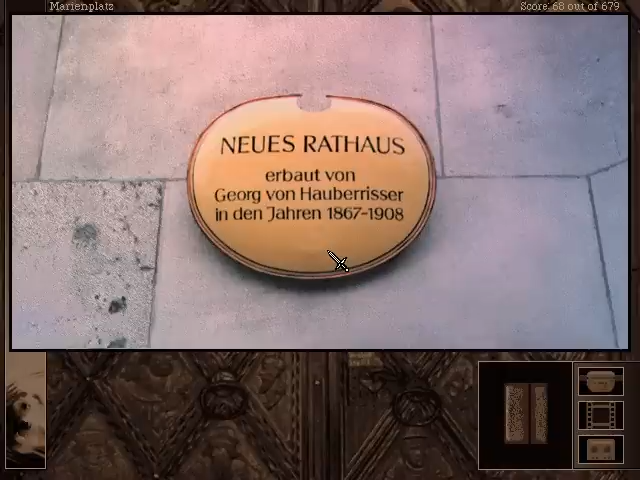 Marienplatz
Score: 68 out of 679
NEUES RATHAUS
erbaut von
Georg von Hauberrisser
in den Jahren 1867-1908